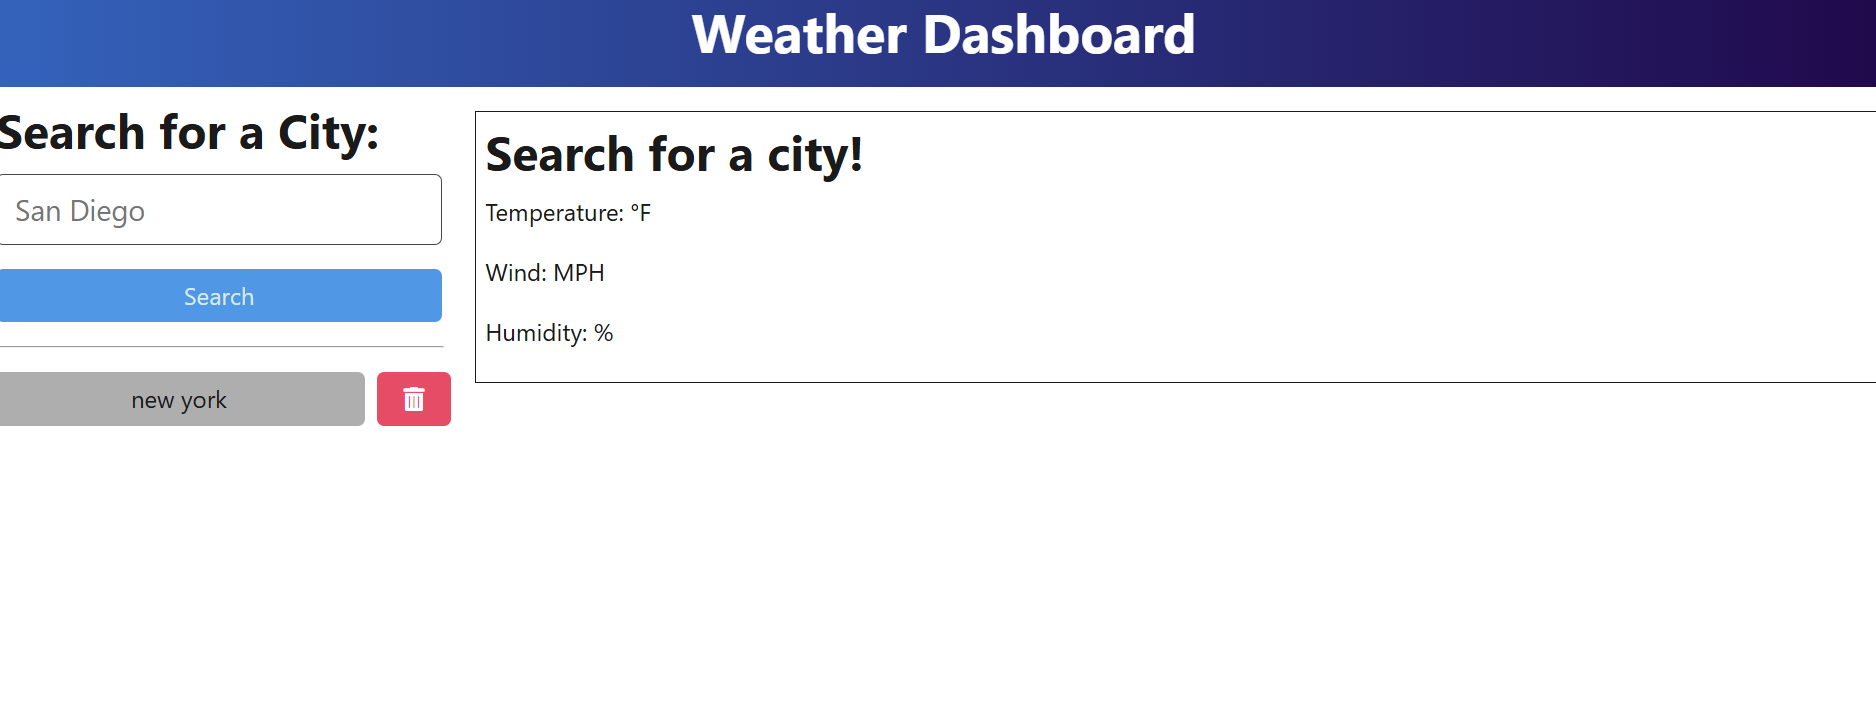 Weather Dashboard
Search for a City:
San Diego
Search
new york
Search for a city!
Temperature: °F
Wind: MPH
Humidity: %